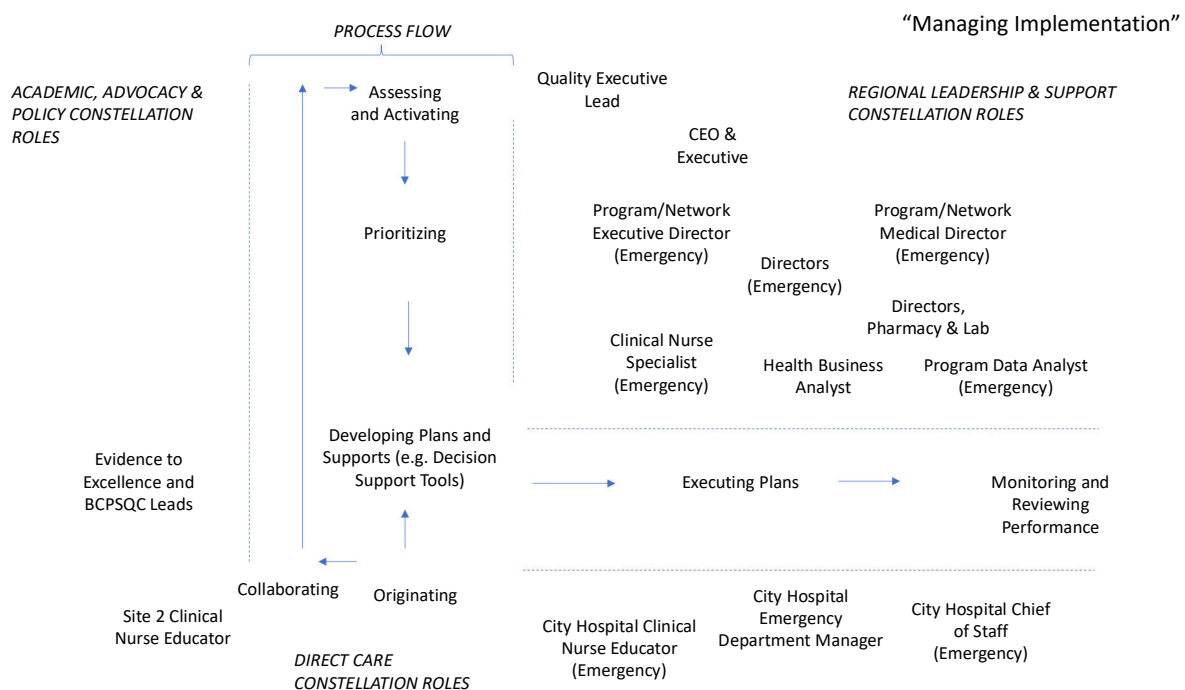 “Managing Implementation”
PROCESS FLOW
ACADEMIC, ADVOCACY &
POLICY CONSTELLATION
ROLES
Assessing
and Activating
Quality Executive
Lead
REGIONAL LEADERSHIP & SUPPORT
CONSTELLATION ROLES
CEO &
Executive
Prioritizing
Program/Network
Executive Director
(Emergency)
Program/Network
Medical Director
(Emergency)
Directors
(Emergency)
Directors,
Pharmacy & Lab
Clinical Nurse
Specialist
(Emergency)
Health Business
Analyst
Program Data Analyst
(Emergency)
Developing Plans and
Supports (e.g. Decision
Support Tools)
Evidence to
Excellence and
BCPSQC Leads
Executing Plans
Monitoring and
Reviewing
Performance
Collaborating
Originating
Site 2 Clinical
Nurse Educator
City Hospital Clinical
Nurse Educator
(Emergency)
City Hospital
Emergency
Department Manager
City Hospital Chief
of Staff
(Emergency)
DIRECT CARE
CONSTELLATION ROLES